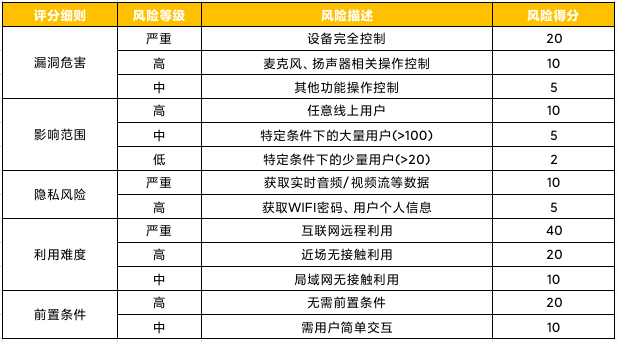 评分细则 风险等级 风险描述 风险得分
漏洞危害 严重 设备完全控制 20
高 麦克风、扬声器相关操作控制 10
中 其他功能操作控制 5
影响范围 高 任意线上用户 10
中 特定条件下的大量用户(>100) 5
低 特定条件下的少量用户(>20) 2
隐私风险 严重 获取实时音频/视频流等数据 10
高 获取WIFI密码、用户个人信息 5
利用难度 严重 互联网远程利用 40
高 近场无接触利用 20
中 局域网无接触利用 10
前置条件 高 无需前置条件 20
中 需用户简单交互 10